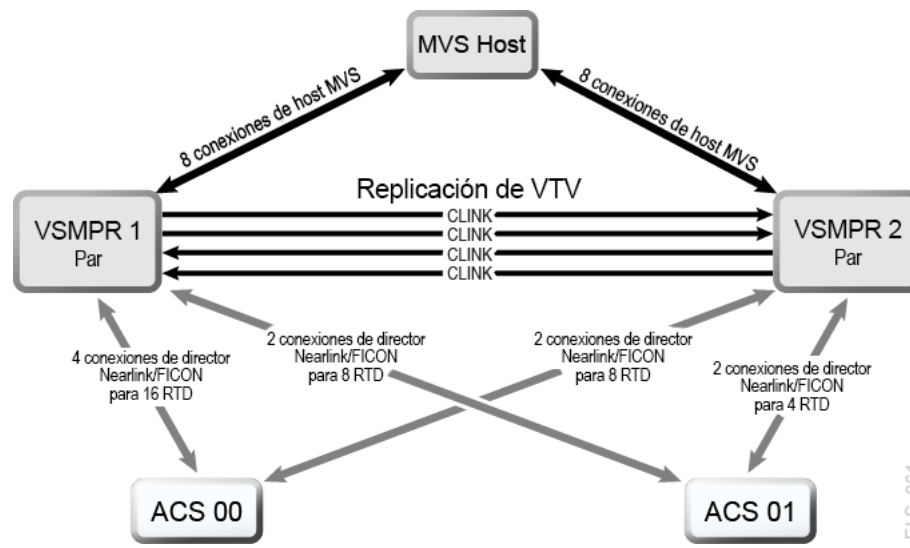 MVS Host
8 conexiones de host MVS
8 conexiones de host MVS
Replicación de VTV
VSMPR 1
Par
CLINK
CLINK
CLINK
CLINK
VSMPR 2
Par
4 conexiones de director
Nearlink/FICON
para 16 RTD
2 conexiones de director
Nearlink/FICON
para 8 RTD
2 conexiones de director
Nearlink/FICON
para 8 RTD
2 conexiones de director
Nearlink/FICON
para 4 RTD
ACS 00
ACS 01